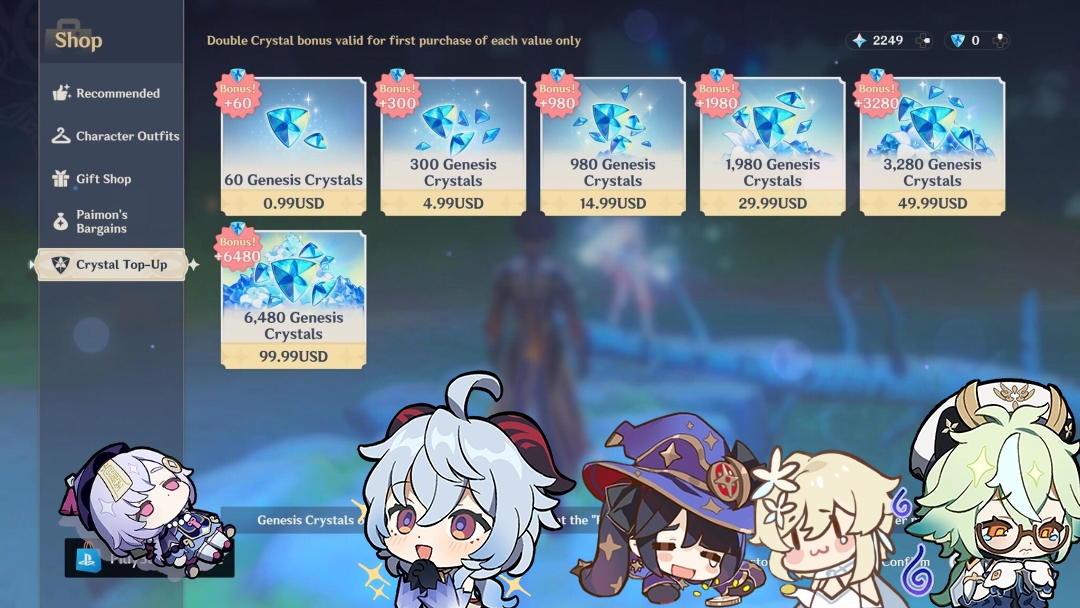 Shop
Double Crystal bonus valid for first purchase of each value only
2249
0
Recommended
Character Outfits
Gift Shop
Paimon's
Bargains
Crystal Top-Up
Bonus!
+60
60 Genesis Crystals
0.99USD
Bonus!
+300
300 Genesis
Crystals
4.99USD
Bonus!
+980
980 Genesis
Crystals
14.99USD
Bonus!
+1980
1,980 Genesis
Crystals
29.99USD
Bonus!
+3280
3,280 Genesis
Crystals
49.99USD
Bonus!
+6480
6,480 Genesis
Crystals
99.99USD
Genesis Crystals